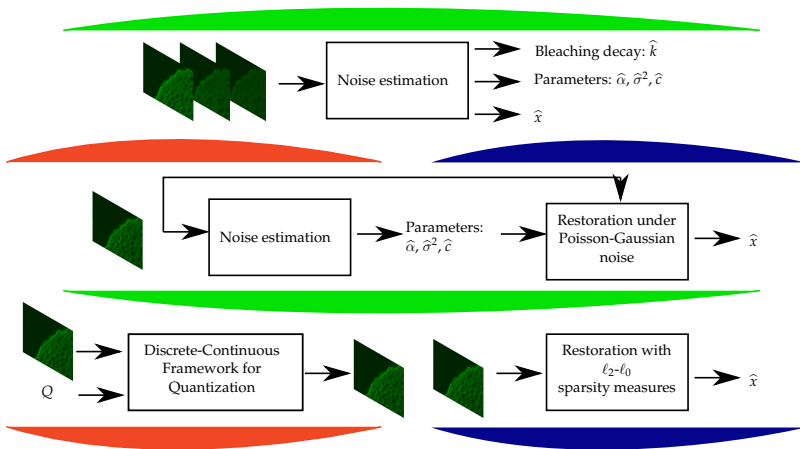 Bleaching decay: k̂
Noise estimation
Parameters: α̂, σ̂², ĉ
x̂
Noise estimation
Parameters:
α̂, σ̂², ĉ
Restoration under
Poisson-Gaussian
noise
x̂
Q
Discrete-Continuous
Framework for
Quantization
Restoration with
ℓ₂-ℓ₀
sparsity measures
x̂